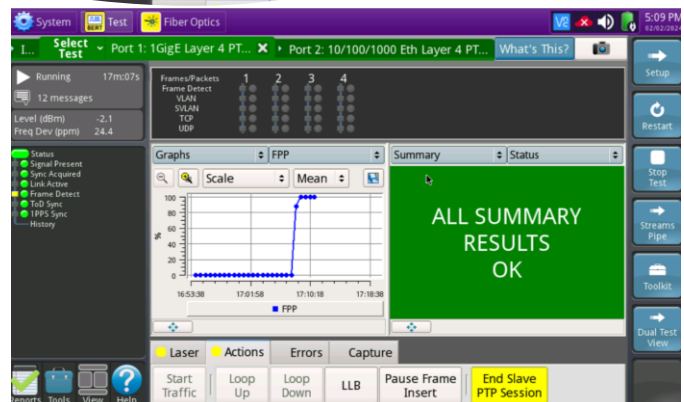 System
Test
Fiber Optics
V2
5:09 PM
02/02/2024
I...
Select Test
Port 1: 1GigE Layer 4 PT...
Port 2: 10/100/1000 Eth Layer 4 PT...
What's This?
Running 17m:07s
12 messages
Level (dBm) -2.1
Freq Dev (ppm) 24.4
Frames/Packets 1 2 3 4
Frame Detect
VLAN
SVLAN
TCP
UDP
Status
Signal Present
Sync Acquired
Link Active
Frame Detect
ToD Sync
1PPS Sync
History
Graphs
FPP
Scale
Mean
100
80
60
%
40
20
0
16:53:38 17:01:58 17:10:18 17:18:38
FPP
Summary
Status
ALL SUMMARY
RESULTS
OK
Laser
Actions
Errors
Capture
Start Traffic
Loop Up
Loop Down
LLB
Pause Frame Insert
End Slave PTP Session
Setup
Restart
Stop Test
Streams Pipe
Toolkit
Dual Test View
Reports
Tools
View
Help